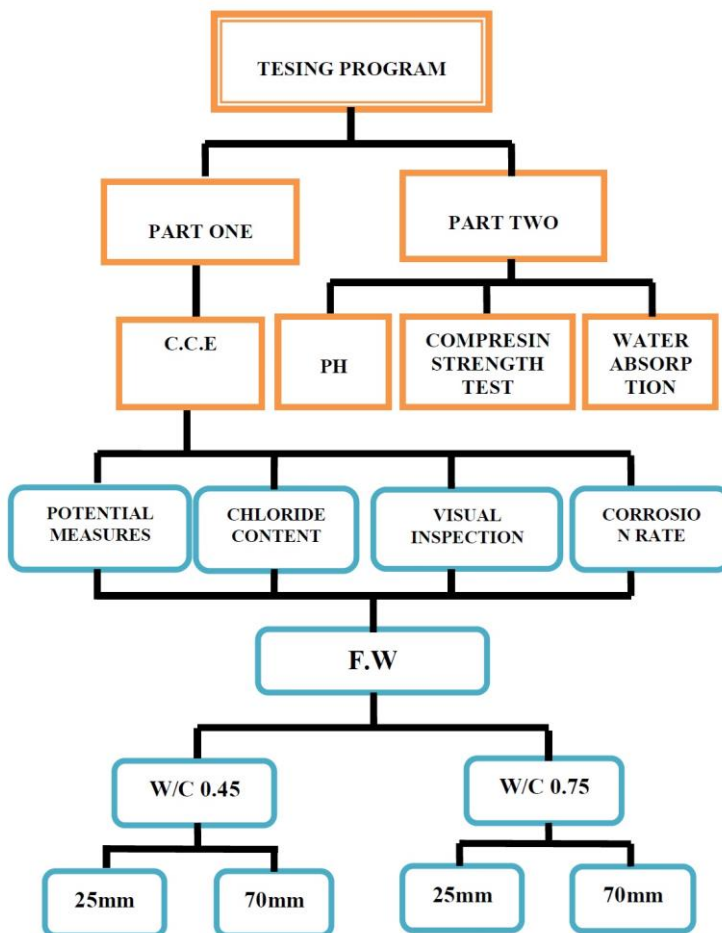 TESING PROGRAM
PART ONE
PART TWO
C.C.E
PH
COMPRESIN
STRENGTH
TEST
WATER
ABSORP
TION
POTENTIAL
MEASURES
CHLORIDE
CONTENT
VISUAL
INSPECTION
CORROSIO
N RATE
F.W
W/C 0.45
W/C 0.75
25mm
70mm
25mm
70mm